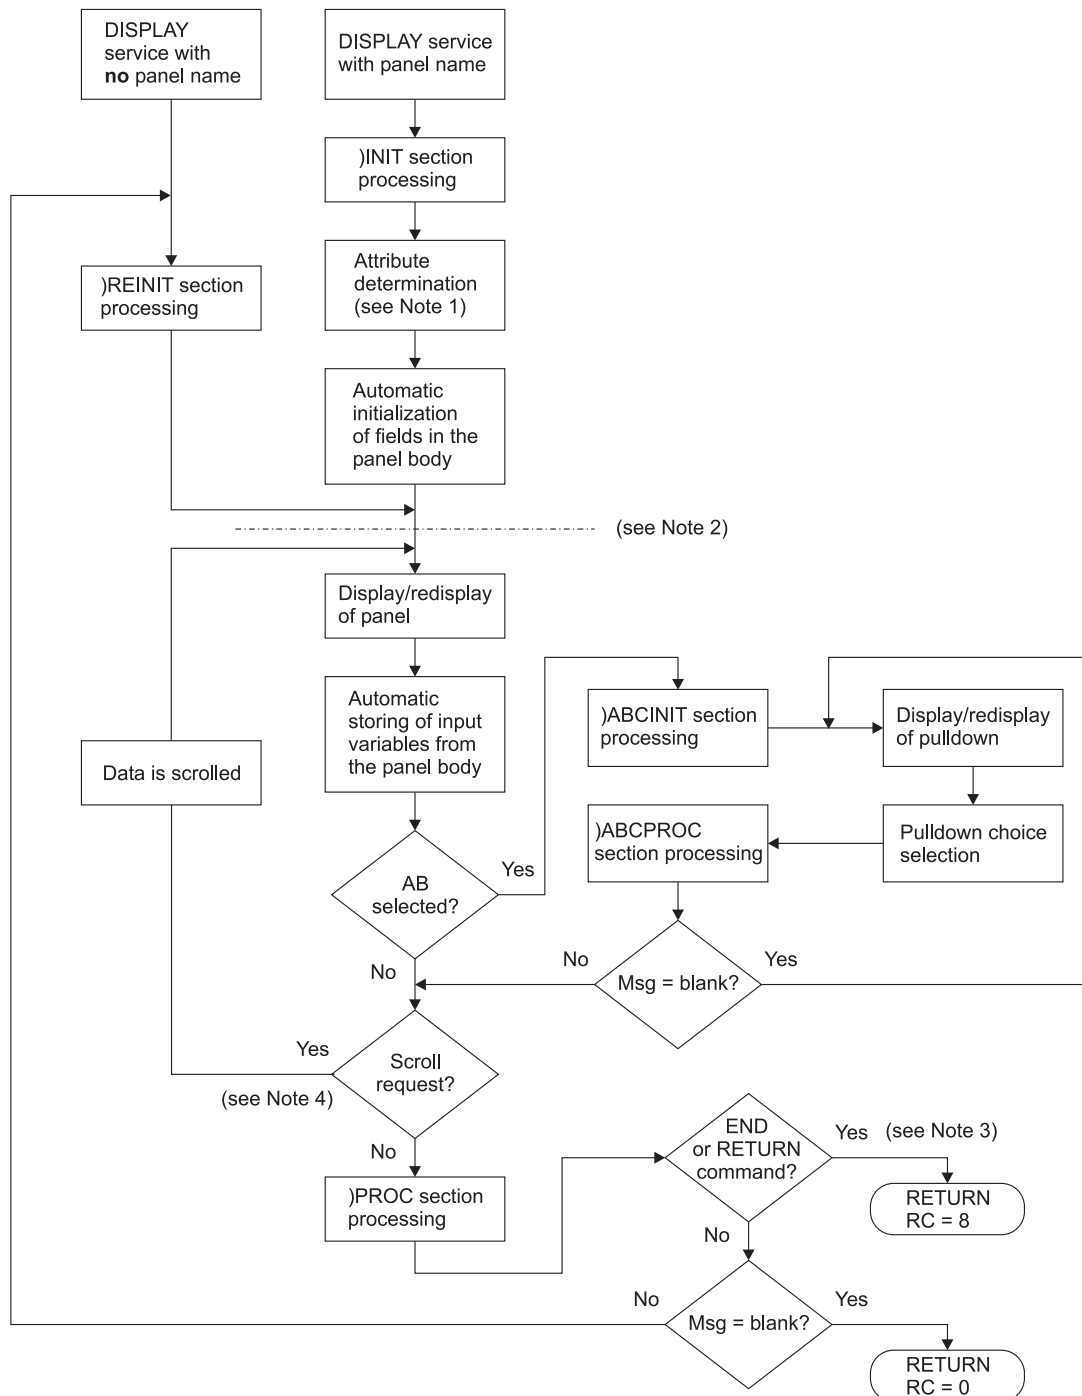 DISPLAY
service with
no panel name
DISPLAY service
with panel name
)INIT section
processing
Attribute
determination
(see Note 1)
)REINIT section
processing
Automatic
initialization
of fields in the
panel body
(see Note 2)
Display/redisplay
of panel
Automatic
storing of input
variables from
the panel body
)ABCINIT section
processing
Display/redisplay
of pulldown
Data is scrolled
)ABCPROC
section processing
Pulldown choice
selection
AB
selected?
Yes
No
Msg = blank?
No
Yes
Scroll
request?
Yes
(see Note 4)
No
)PROC section
processing
END
or RETURN
command?
Yes
(see Note 3)
RETURN
RC = 8
No
Msg = blank?
No
Yes
RETURN
RC = 0